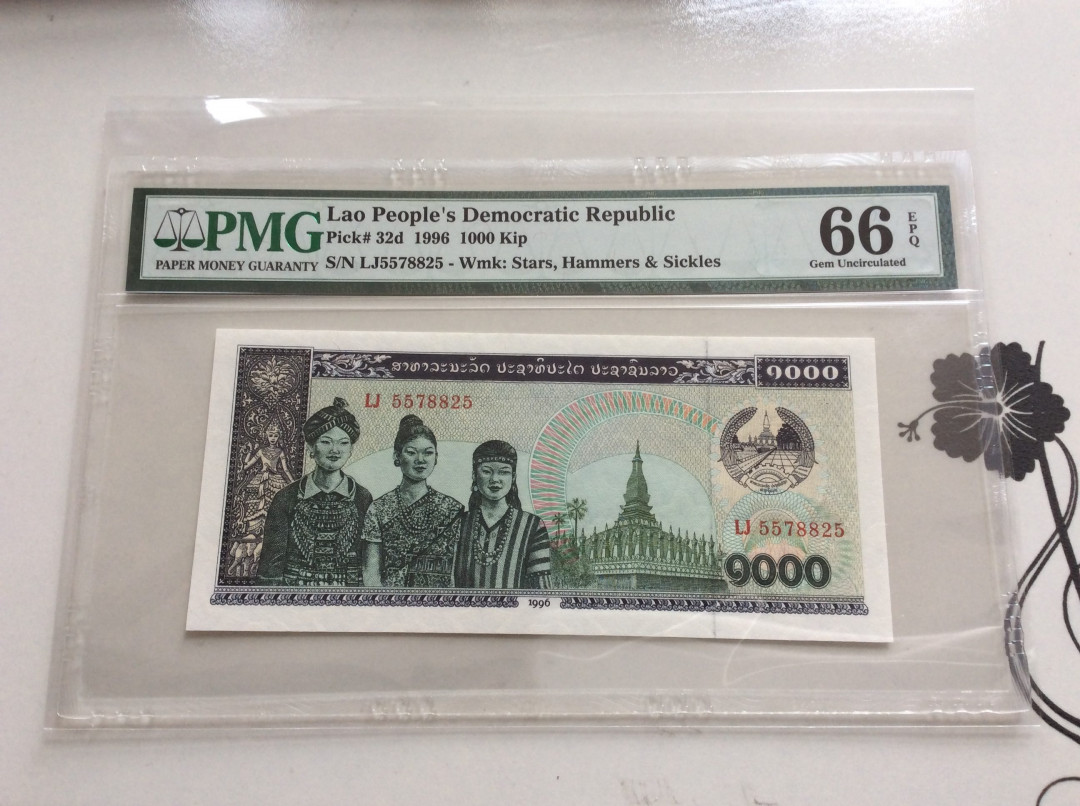 PMG
PAPER MONEY GUARANTY
Lao People's Democratic Republic
Pick# 32d 1996 1000 Kip
S/N LJ5578825 - Wmk: Stars, Hammers & Sickles
66 EPQ
Gem Uncirculated
ສາທາລະນະລັດ ປະຊາທິປະໄຕ ປະຊາຊົນລາວ
໑໐໐໐
LJ 5578825
LJ 5578825
໑໐໐໐
1996